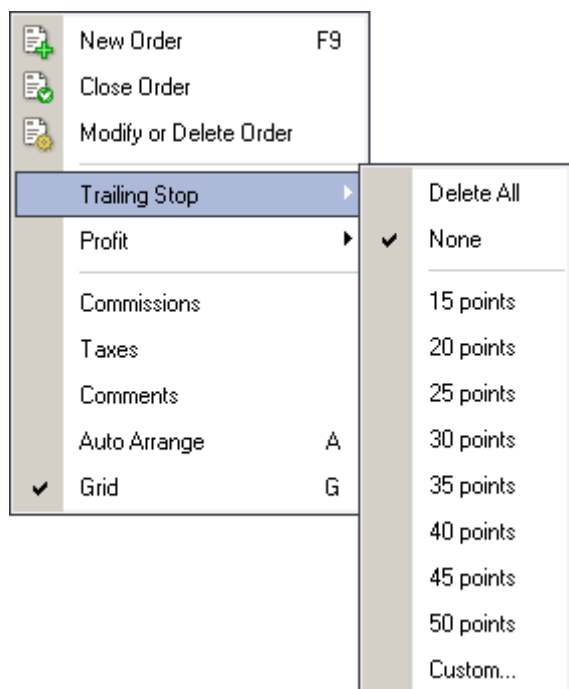 New Order F9
Close Order
Modify or Delete Order
Trailing Stop
Profit
Commissions
Taxes
Comments
Auto Arrange A
Grid G
Delete All
None
15 points
20 points
25 points
30 points
35 points
40 points
45 points
50 points
Custom...